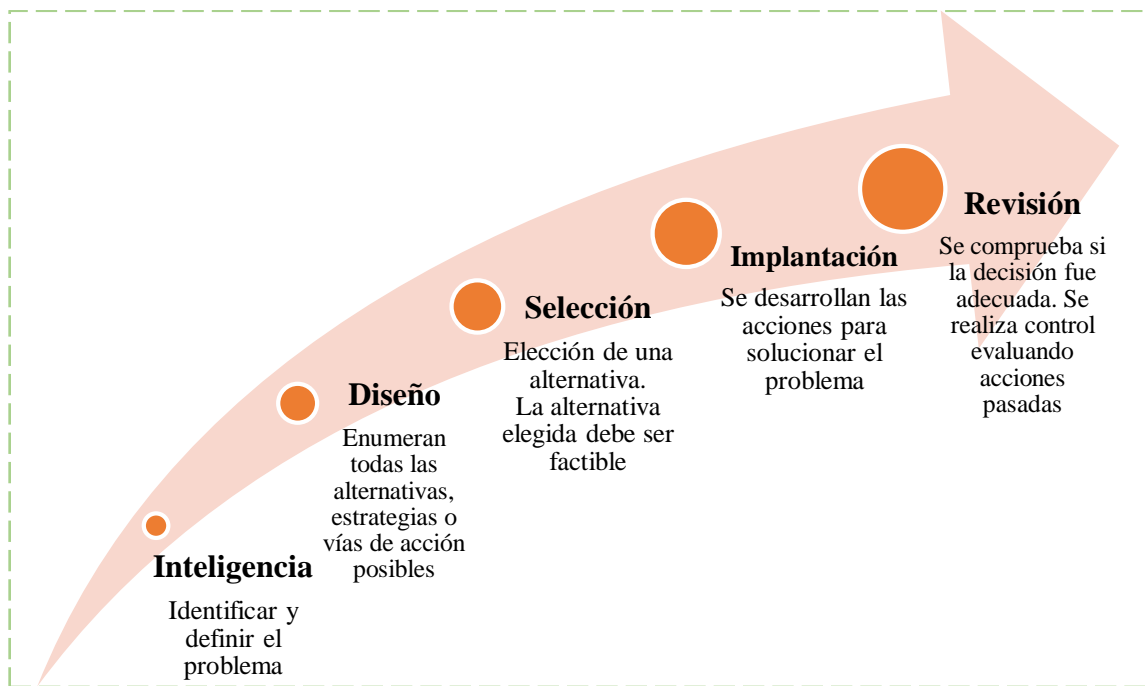 Inteligencia
Identificar y
definir el
problema
Diseño
Enumeran
todas las
alternativas,
estrategias o
vías de acción
posibles
Selección
Elección de una
alternativa.
La alternativa
elegida debe ser
factible
Implantación
Se desarrollan las
acciones para
solucionar el
problema
Revisión
Se comprueba si
la decisión fue
adecuada. Se
realiza control
evaluando
acciones
pasadas